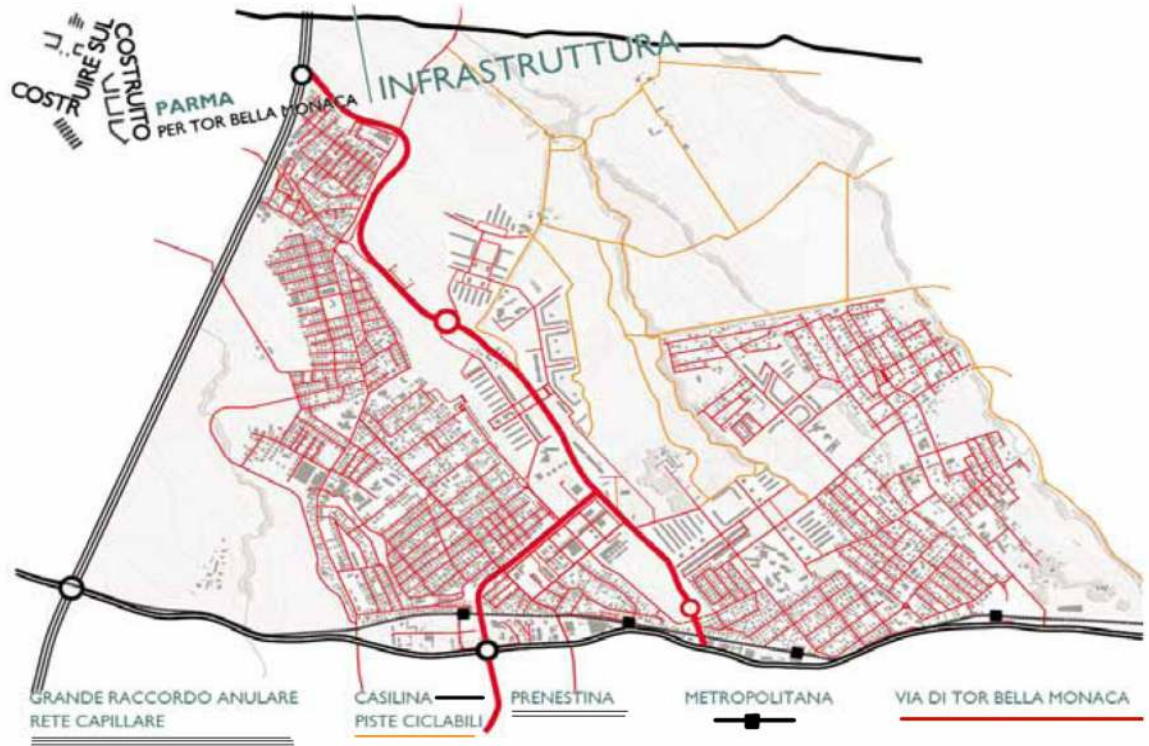 COSTRUIRE SUL
COSTRUITO
PARMA
PER TOR BELLA MONACA
INFRASTRUTTURA
GRANDE RACCORDO ANULARE
CASILINA
PRENESTINA
METROPOLITANA
VIA DI TOR BELLA MONACA
RETE CAPILLARE
PISTE CICLABILI